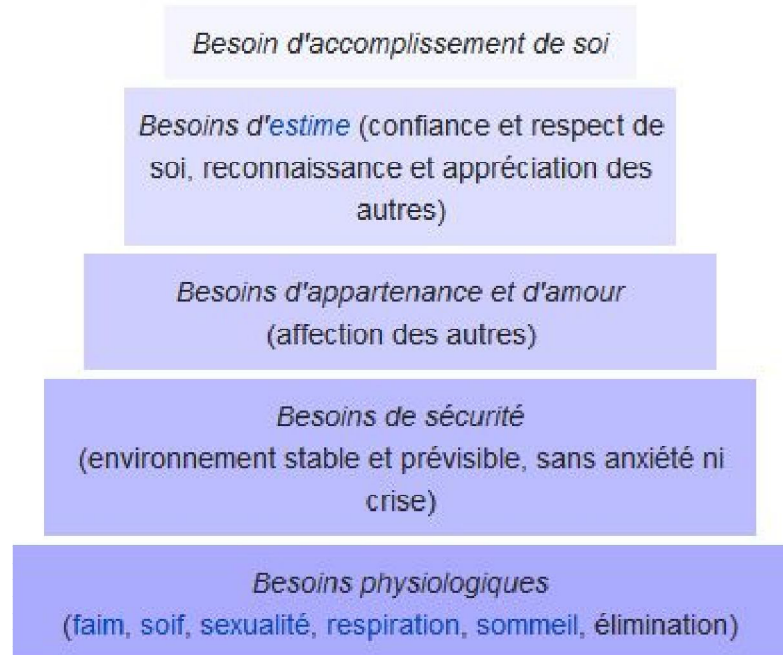 Besoin d'accomplissement de soi
Besoins d'estime (confiance et respect de
soi, reconnaissance et appréciation des
autres)
Besoins d'appartenance et d'amour
(affection des autres)
Besoins de sécurité
(environnement stable et prévisible, sans anxiété ni
crise)
Besoins physiologiques
(faim, soif, sexualité, respiration, sommeil, élimination)